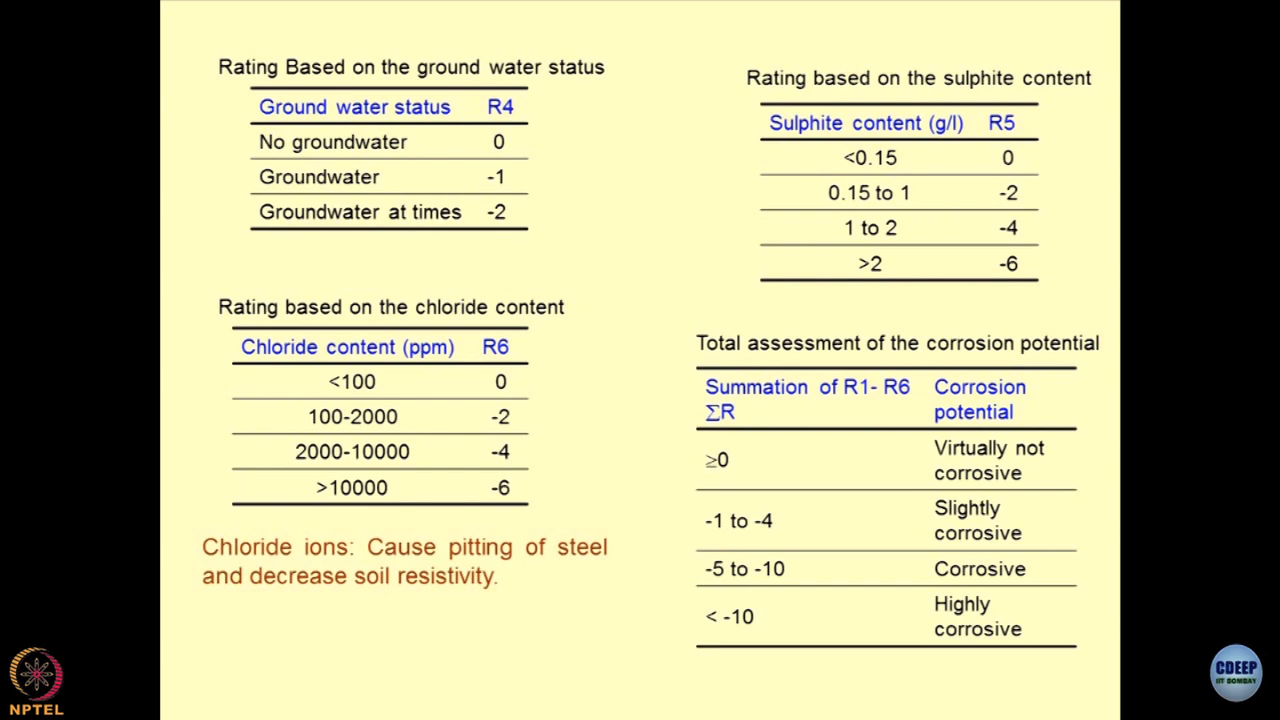 Rating Based on the ground water status
Ground water status R4
No groundwater 0
Groundwater -1
Groundwater at times -2
Rating based on the sulphite content
Sulphite content (g/l) R5
<0.15 0
0.15 to 1 -2
1 to 2 -4
>2 -6
Rating based on the chloride content
Chloride content (ppm) R6
<100 0
100-2000 -2
2000-10000 -4
>10000 -6
Chloride ions: Cause pitting of steel
and decrease soil resistivity.
Total assessment of the corrosion potential
Summation of R1- R6 Corrosion
∑R potential
≥0 Virtually not
corrosive
-1 to -4 Slightly
corrosive
-5 to -10 Corrosive
< -10 Highly
corrosive
NPTEL
CDEEP
IIT BOMBAY